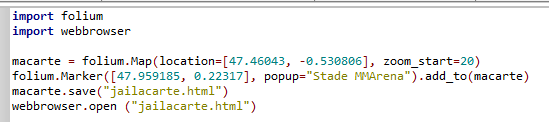 import folium
import webbrowser
macarte = folium.Map(location=[47.46043, -0.530806], zoom_start=20)
folium.Marker([47.959185, 0.22317], popup="Stade MMArena").add_to(macarte)
macarte.save("jailacarte.html")
webbrowser.open ("jailacarte.html")